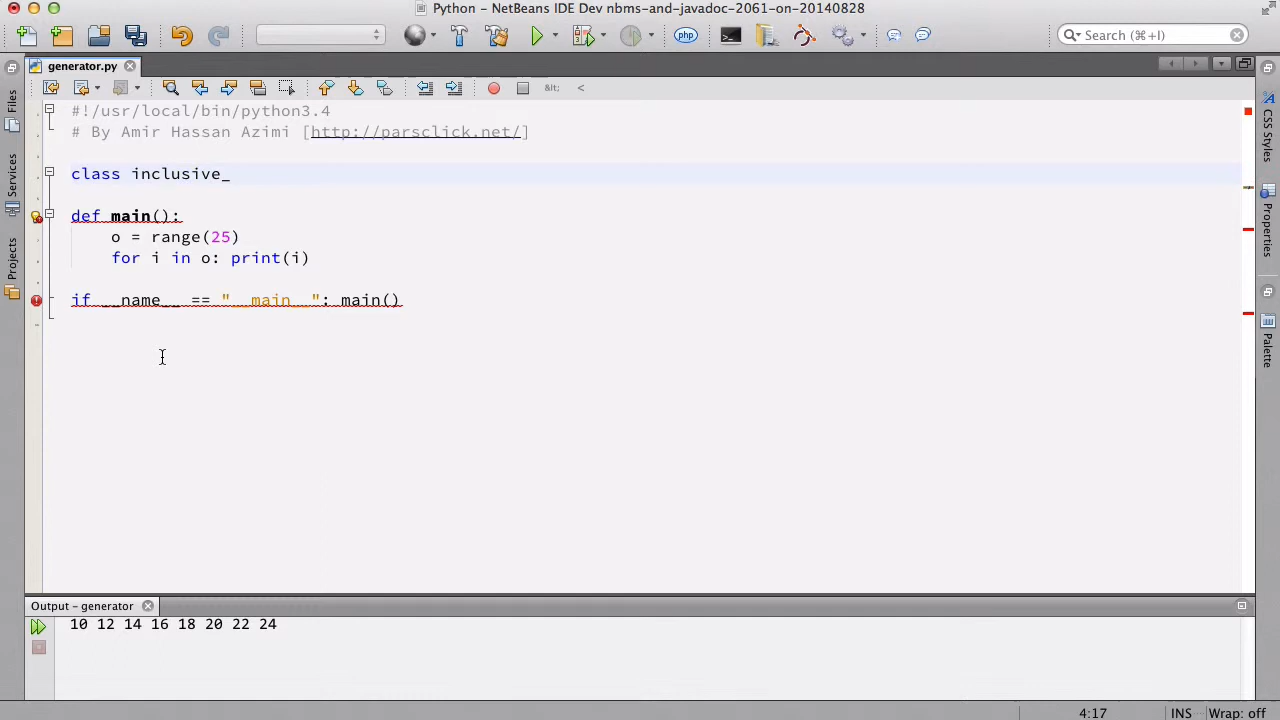 Python - NetBeans IDE Dev nbms-and-javadoc-2061-on-20140828
php
Search (⌘+I)
generator.py
&lt; <
Files
Services
Projects
#!/usr/local/bin/python3.4
# By Amir Hassan Azimi [http://parsclick.net/]
class inclusive_
def main():
o = range(25)
for i in o: print(i)
if __name__ == "__main__": main()
CSS Styles
Properties
Palette
Output - generator
10 12 14 16 18 20 22 24
4:17 INS Wrap: off